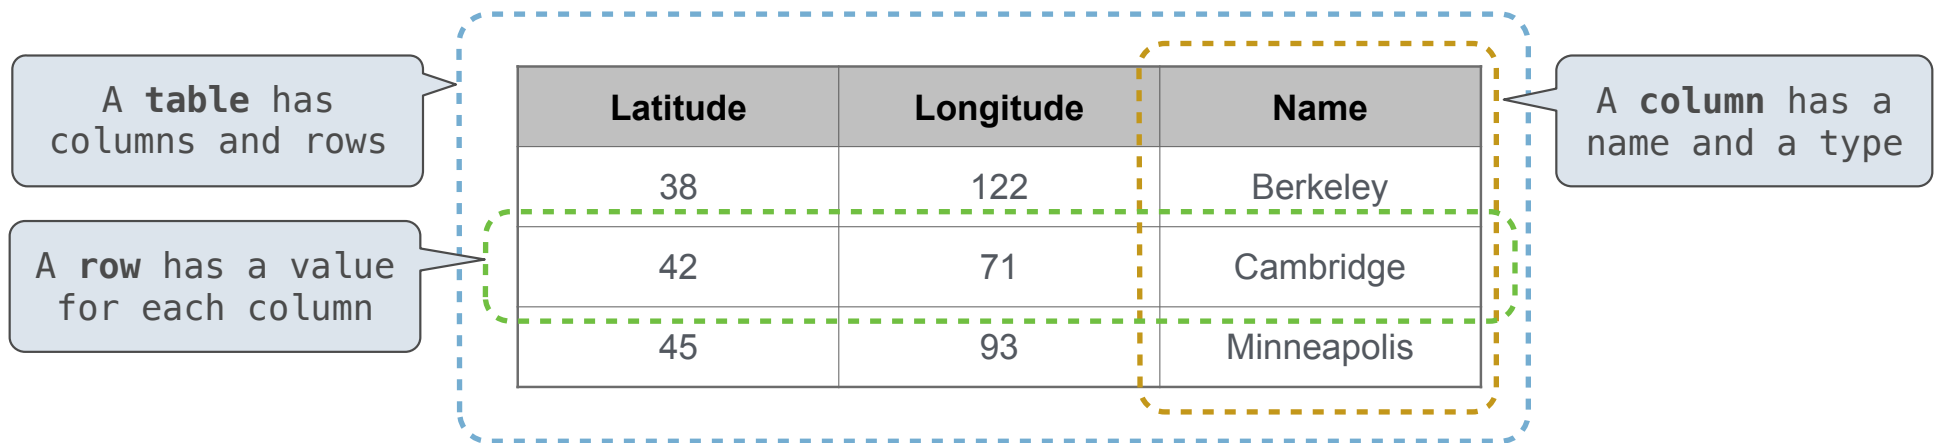 A table has
columns and rows
A row has a value
for each column
Latitude Longitude Name
38 122 Berkeley
42 71 Cambridge
45 93 Minneapolis
A column has a
name and a type